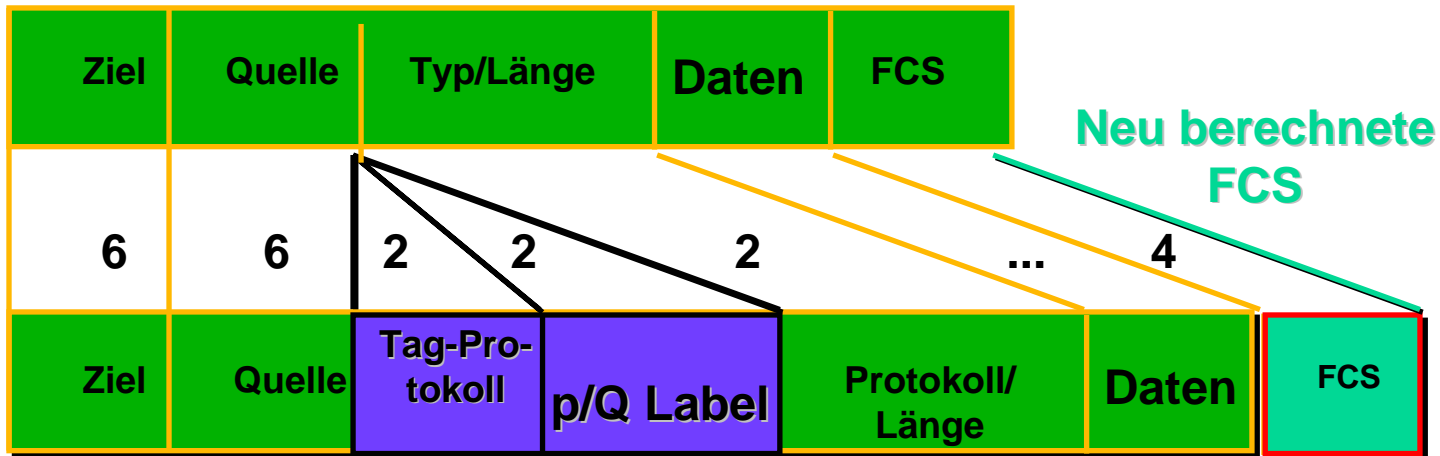 Ziel Quelle Typ/Länge Daten FCS
Neu berechnete
FCS
6 6 2 2 2 ... 4
Ziel Quelle Tag-Pro-
tokoll p/Q Label Protokoll/
Länge Daten FCS